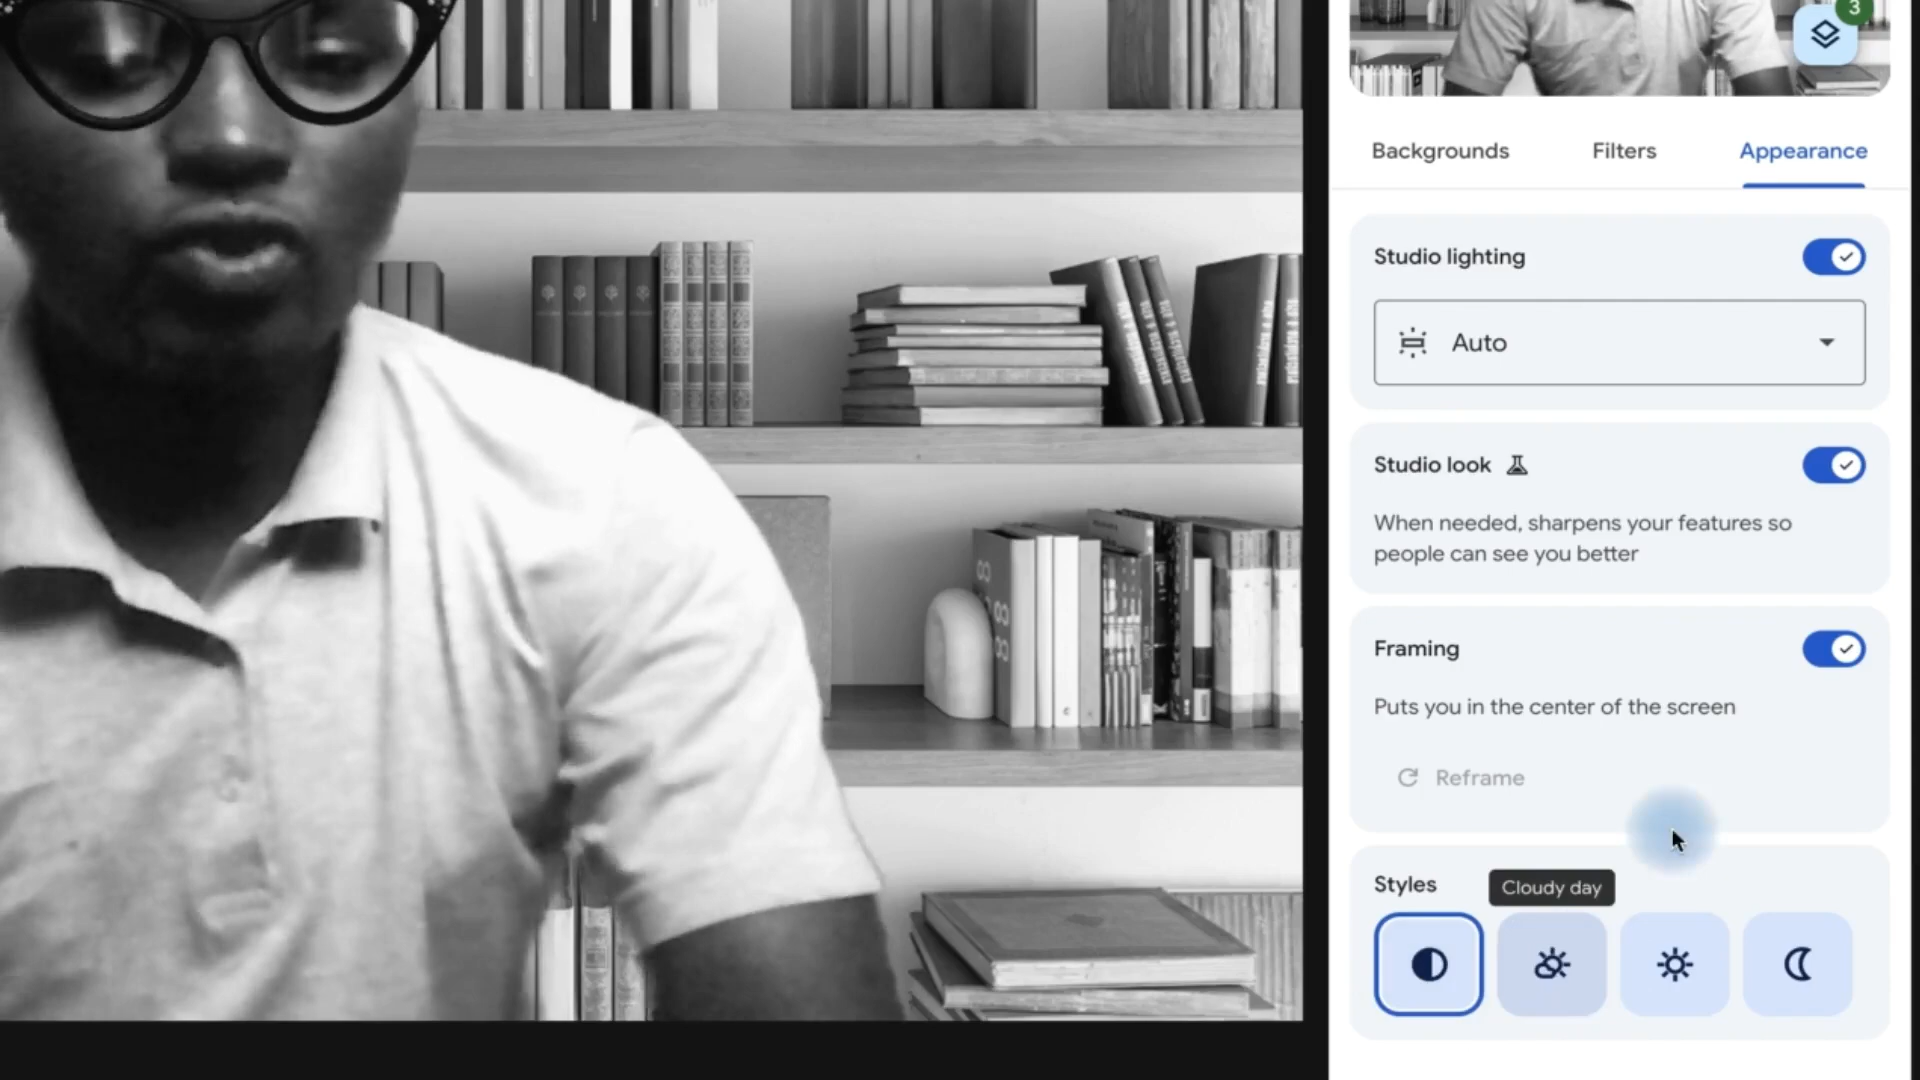 3
Backgrounds
Filters
Appearance
Studio lighting
Auto
Studio look
When needed, sharpens your features so
people can see you better
Framing
Puts you in the center of the screen
Reframe
Styles
Cloudy day